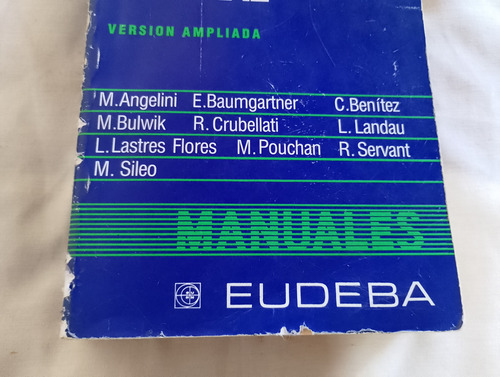 VERSION AMPLIADA
M.Angelini E.Baumgartner C.Benítez
M.Bulwik R. Crubellati L. Landau
L.Lastres Flores M. Pouchan R. Servant
M. Sileo
MANUALES
EUDEBA